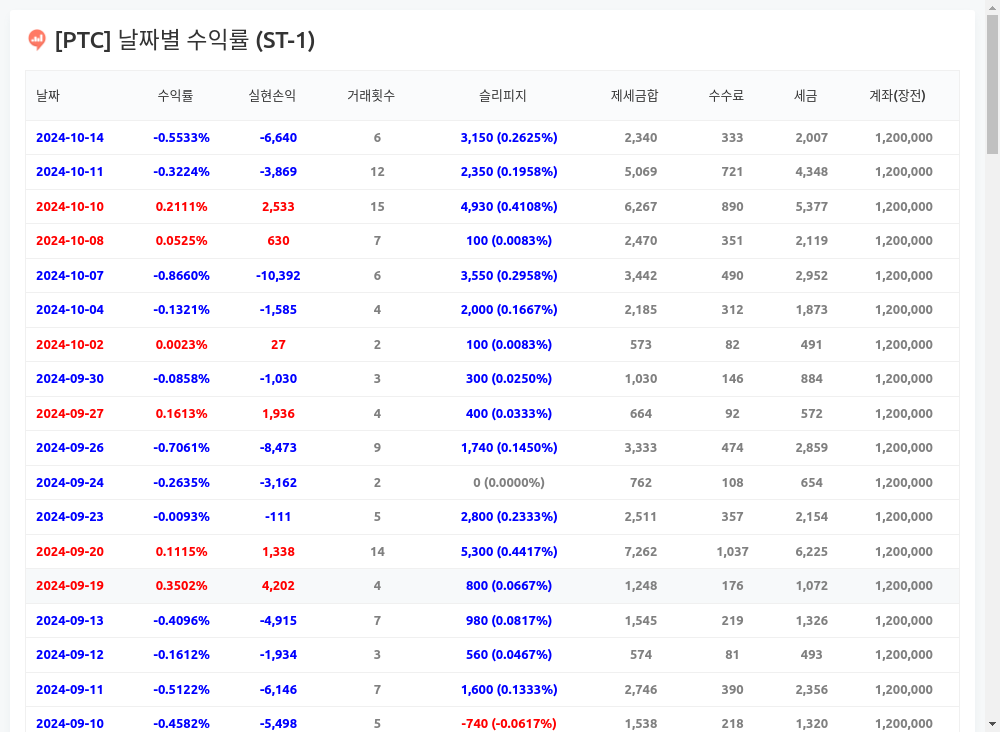 [PTC] 날짜별 수익률 (ST-1)
날짜 수익률 실현손익 거래횟수 슬리피지 제세금합 수수료 세금 계좌(장전)
2024-10-14 -0.5533% -6,640 6 3,150 (0.2625%) 2,340 333 2,007 1,200,000
2024-10-11 -0.3224% -3,869 12 2,350 (0.1958%) 5,069 721 4,348 1,200,000
2024-10-10 0.2111% 2,533 15 4,930 (0.4108%) 6,267 890 5,377 1,200,000
2024-10-08 0.0525% 630 7 100 (0.0083%) 2,470 351 2,119 1,200,000
2024-10-07 -0.8660% -10,392 6 3,550 (0.2958%) 3,442 490 2,952 1,200,000
2024-10-04 -0.1321% -1,585 4 2,000 (0.1667%) 2,185 312 1,873 1,200,000
2024-10-02 0.0023% 27 2 100 (0.0083%) 573 82 491 1,200,000
2024-09-30 -0.0858% -1,030 3 300 (0.0250%) 1,030 146 884 1,200,000
2024-09-27 0.1613% 1,936 4 400 (0.0333%) 664 92 572 1,200,000
2024-09-26 -0.7061% -8,473 9 1,740 (0.1450%) 3,333 474 2,859 1,200,000
2024-09-24 -0.2635% -3,162 2 0 (0.0000%) 762 108 654 1,200,000
2024-09-23 -0.0093% -111 5 2,800 (0.2333%) 2,511 357 2,154 1,200,000
2024-09-20 0.1115% 1,338 14 5,300 (0.4417%) 7,262 1,037 6,225 1,200,000
2024-09-19 0.3502% 4,202 4 800 (0.0667%) 1,248 176 1,072 1,200,000
2024-09-13 -0.4096% -4,915 7 980 (0.0817%) 1,545 219 1,326 1,200,000
2024-09-12 -0.1612% -1,934 3 560 (0.0467%) 574 81 493 1,200,000
2024-09-11 -0.5122% -6,146 7 1,600 (0.1333%) 2,746 390 2,356 1,200,000
2024-09-10 -0.4582% -5,498 5 -740 (-0.0617%) 1,538 218 1,320 1,200,000